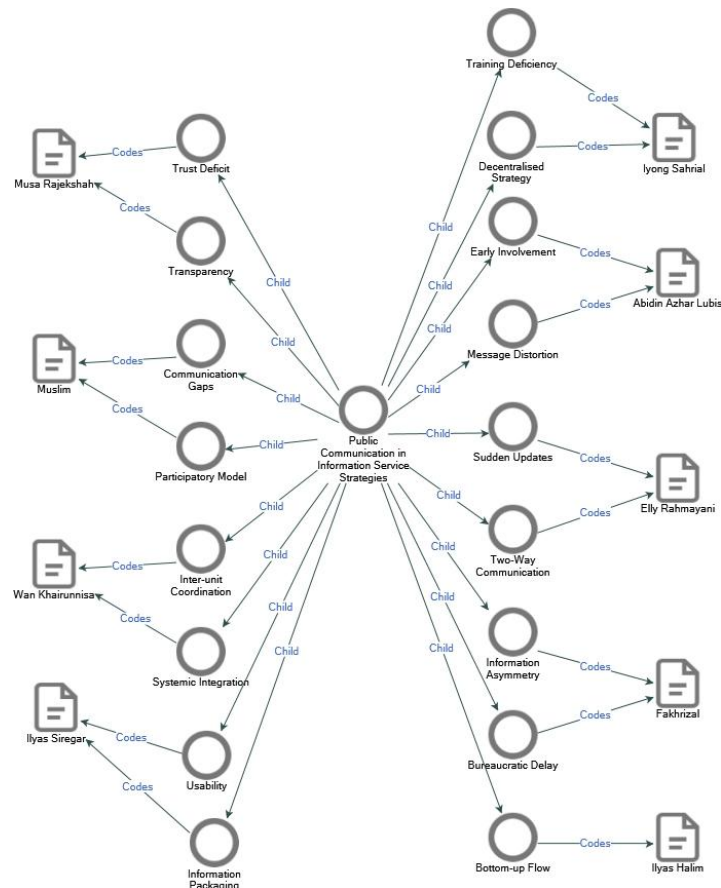 Training Deficiency
Codes
Iyong Sahrial
Decentralised
Strategy
Codes
Child
Child
Early Involvement
Codes
Child
Abidin Azhar Lubis
Message Distortion
Codes
Child
Musa Rajekshah
Codes
Trust Deficit
Codes
Transparency
Child
Child
Muslim
Codes
Communication
Gaps
Child
Codes
Participatory Model
Child
Public
Communication in
Information Service
Strategies
Child
Sudden Updates
Codes
Elly Rahmayani
Child
Two-Way
Communication
Codes
Wan Khairunnisa
Codes
Inter-unit
Coordination
Child
Codes
Systemic Integration
Child
Child
Information
Asymmetry
Codes
Child
Fakhrizal
Bureaucratic Delay
Codes
Ilyas Siregar
Codes
Usability
Child
Codes
Information
Packaging
Child
Child
Bottom-up Flow
Codes
Ilyas Halim